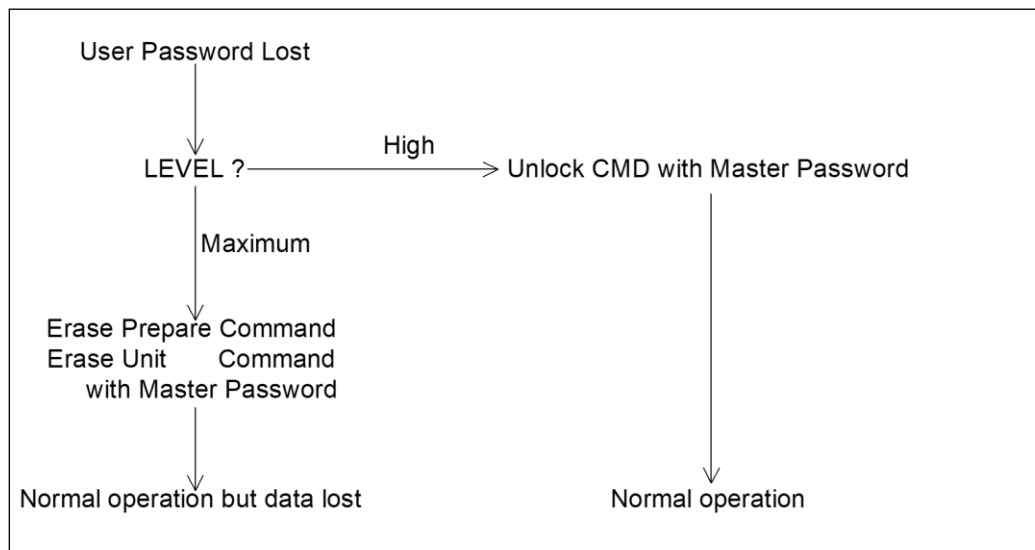 User Password Lost
High
LEVEL ?
Unlock CMD with Master Password
Maximum
Erase Prepare Command
Erase Unit Command
with Master Password
Normal operation but data lost
Normal operation